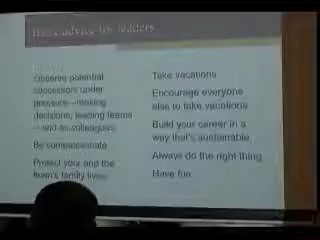 Basic advice for leaders
Observe potential
successors under
pressure—making
decisions, leading teams
—and as colleagues
Be compassionate
Protect your and the
team's family lives
Take vacations
Encourage everyone
else to take vacations
Build your career in a
way that's sustainable
Always do the right thing
Have fun